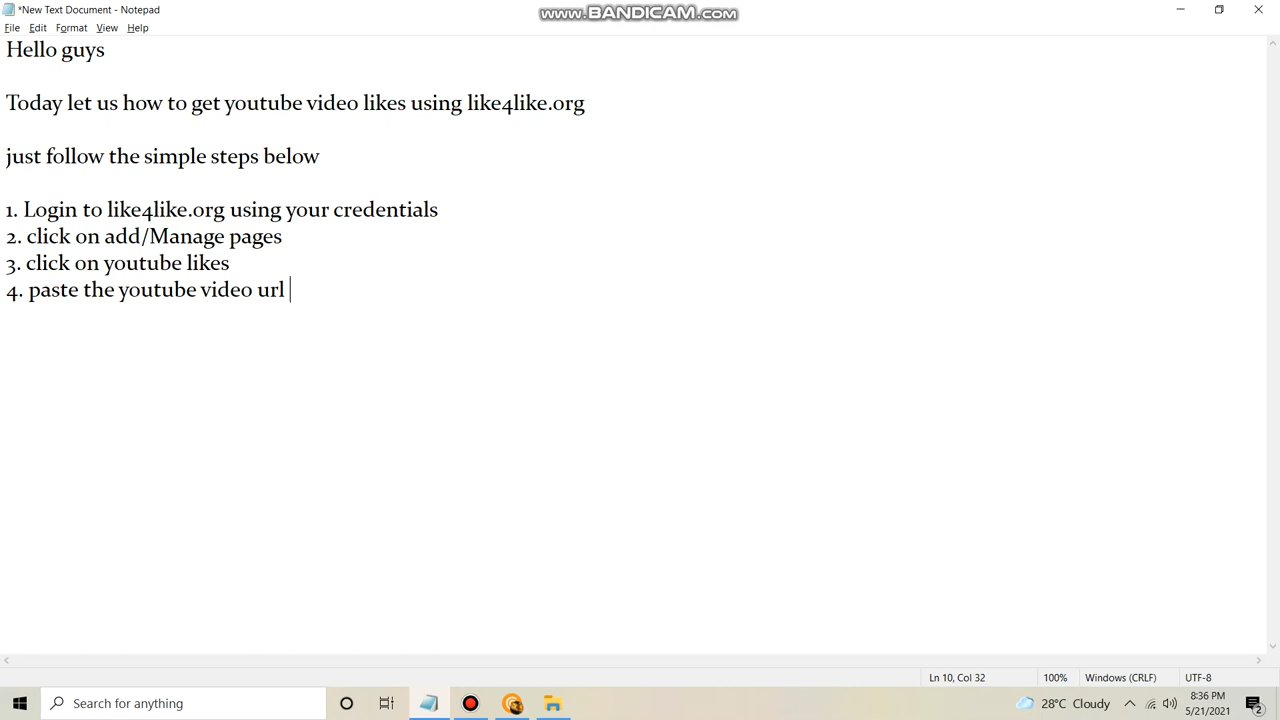 *New Text Document - Notepad
www.BANDICAM.com
File Edit Format View Help
Hello guys
Today let us how to get youtube video likes using like4like.org
just follow the simple steps below
1. Login to like4like.org using your credentials
2. click on add/Manage pages
3. click on youtube likes
4. paste the youtube video url
Ln 10, Col 32 100% Windows (CRLF) UTF-8
Search for anything
28°C Cloudy
8:36 PM
5/21/2021
2